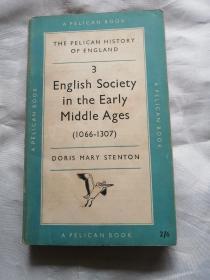 A PELICAN BOOK
THE PELICAN HISTORY
OF ENGLAND
3
English Society
in the Early
Middle Ages
(1066-1307)
DORIS MARY STENTON
A PELICAN BOOK
2/6
A PELICAN BOOK
A PELICAN BOOK